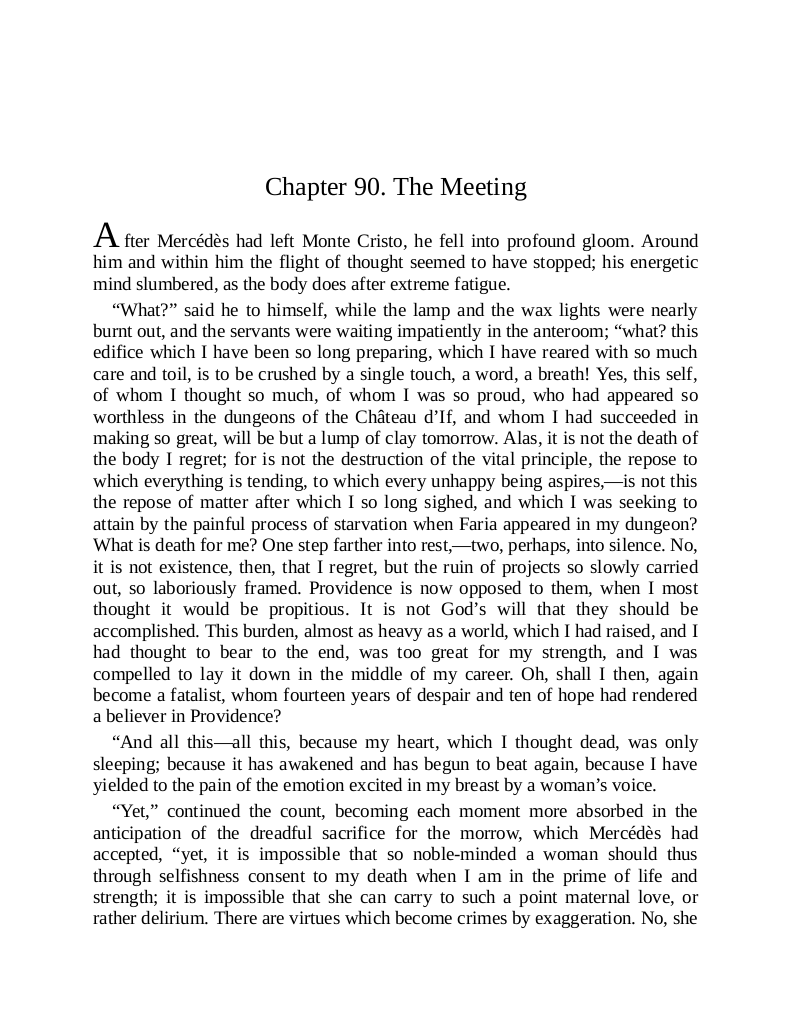 Chapter 90. The Meeting
After Mercédès had left Monte Cristo, he fell into profound gloom. Around
him and within him the flight of thought seemed to have stopped; his energetic
mind slumbered, as the body does after extreme fatigue.
“What?” said he to himself, while the lamp and the wax lights were nearly
burnt out, and the servants were waiting impatiently in the anteroom; “what? this
edifice which I have been so long preparing, which I have reared with so much
care and toil, is to be crushed by a single touch, a word, a breath! Yes, this self,
of whom I thought so much, of whom I was so proud, who had appeared so
worthless in the dungeons of the Château d’If, and whom I had succeeded in
making so great, will be but a lump of clay tomorrow. Alas, it is not the death of
the body I regret; for is not the destruction of the vital principle, the repose to
which everything is tending, to which every unhappy being aspires,—is not this
the repose of matter after which I so long sighed, and which I was seeking to
attain by the painful process of starvation when Faria appeared in my dungeon?
What is death for me? One step farther into rest,—two, perhaps, into silence. No,
it is not existence, then, that I regret, but the ruin of projects so slowly carried
out, so laboriously framed. Providence is now opposed to them, when I most
thought it would be propitious. It is not God’s will that they should be
accomplished. This burden, almost as heavy as a world, which I had raised, and I
had thought to bear to the end, was too great for my strength, and I was
compelled to lay it down in the middle of my career. Oh, shall I then, again
become a fatalist, whom fourteen years of despair and ten of hope had rendered
a believer in Providence?
“And all this—all this, because my heart, which I thought dead, was only
sleeping; because it has awakened and has begun to beat again, because I have
yielded to the pain of the emotion excited in my breast by a woman’s voice.
“Yet,” continued the count, becoming each moment more absorbed in the
anticipation of the dreadful sacrifice for the morrow, which Mercédès had
accepted, “yet, it is impossible that so noble-minded a woman should thus
through selfishness consent to my death when I am in the prime of life and
strength; it is impossible that she can carry to such a point maternal love, or
rather delirium. There are virtues which become crimes by exaggeration. No, she